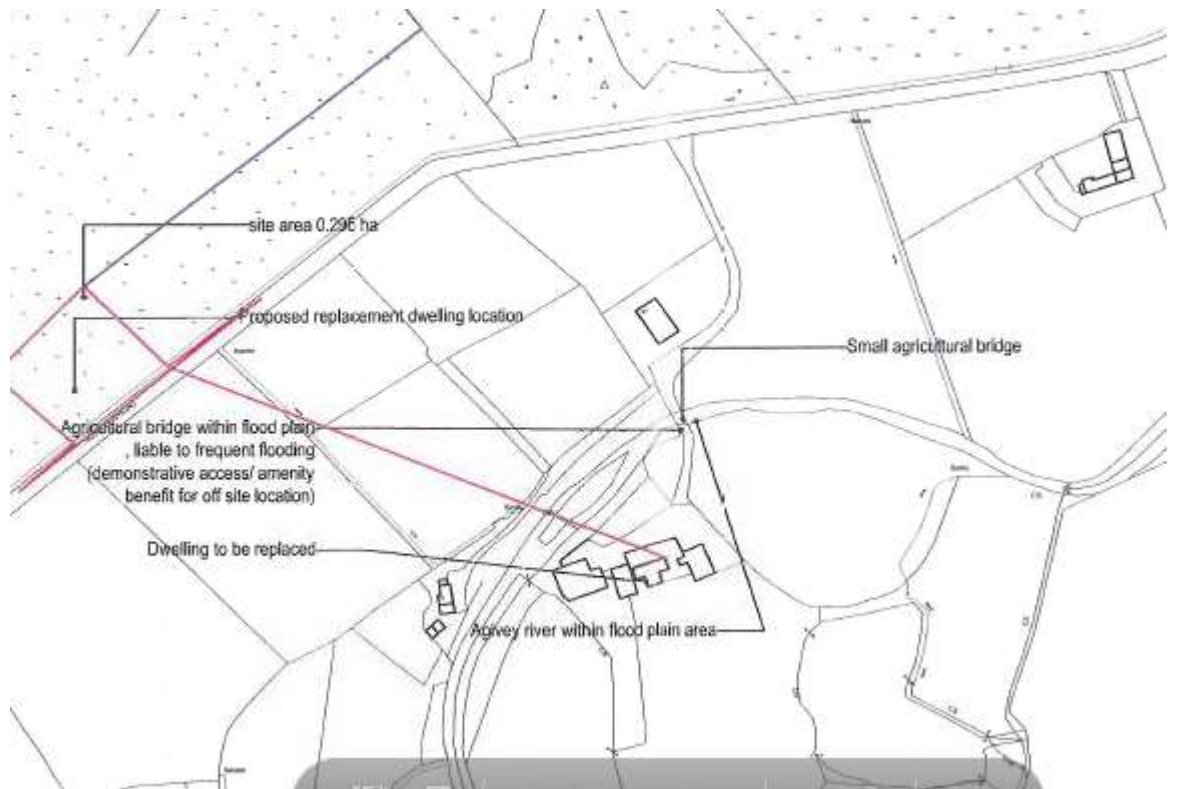 site area 0.296 ha
Proposed replacement dwelling location
Small agricultural bridge
Agricultural bridge within flood plain
, liable to frequent flooding
(demonstrative access/ amenity
benefit for off site location)
Dwelling to be replaced
Agivey river within flood plain area